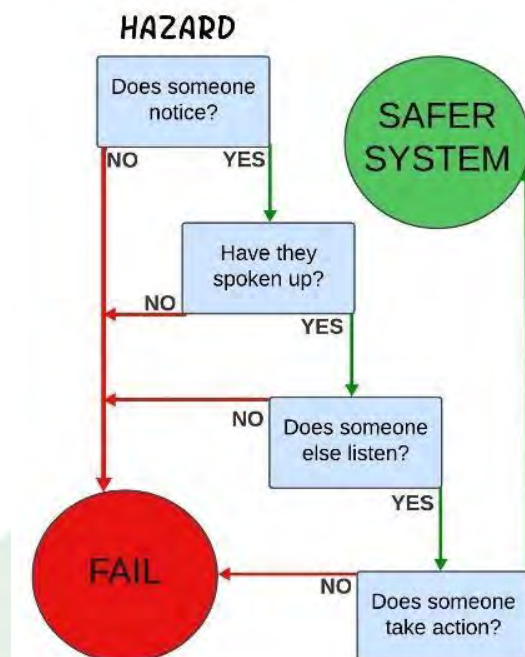 HAZARD
Does someone
notice?
NO
YES
SAFER
SYSTEM
Have they
spoken up?
NO
YES
Does someone
else listen?
NO
YES
FAIL
NO
Does someone
take action?